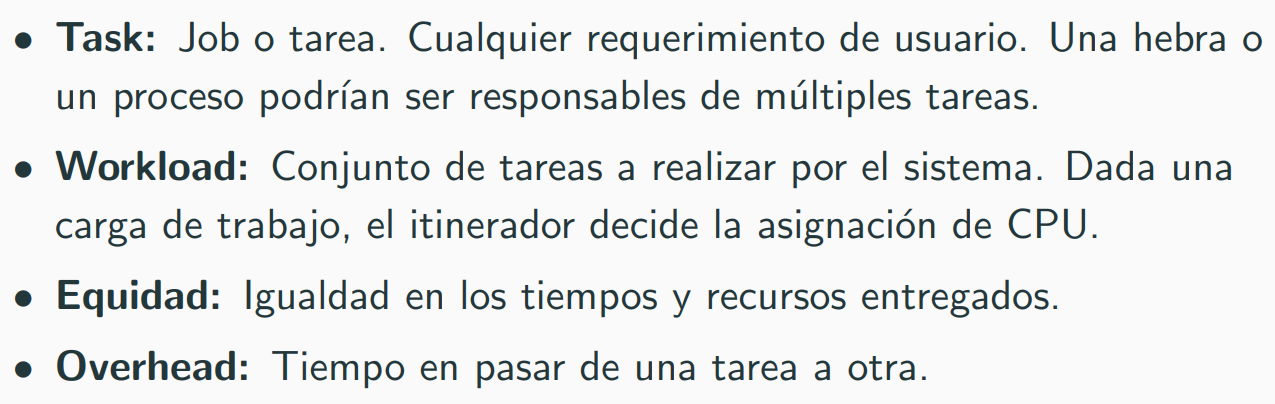 • Task: Job o tarea. Cualquier requerimiento de usuario. Una hebra o
un proceso podrían ser responsables de múltiples tareas.
• Workload: Conjunto de tareas a realizar por el sistema. Dada una
carga de trabajo, el itinerador decide la asignación de CPU.
• Equidad: Igualdad en los tiempos y recursos entregados.
• Overhead: Tiempo en pasar de una tarea a otra.